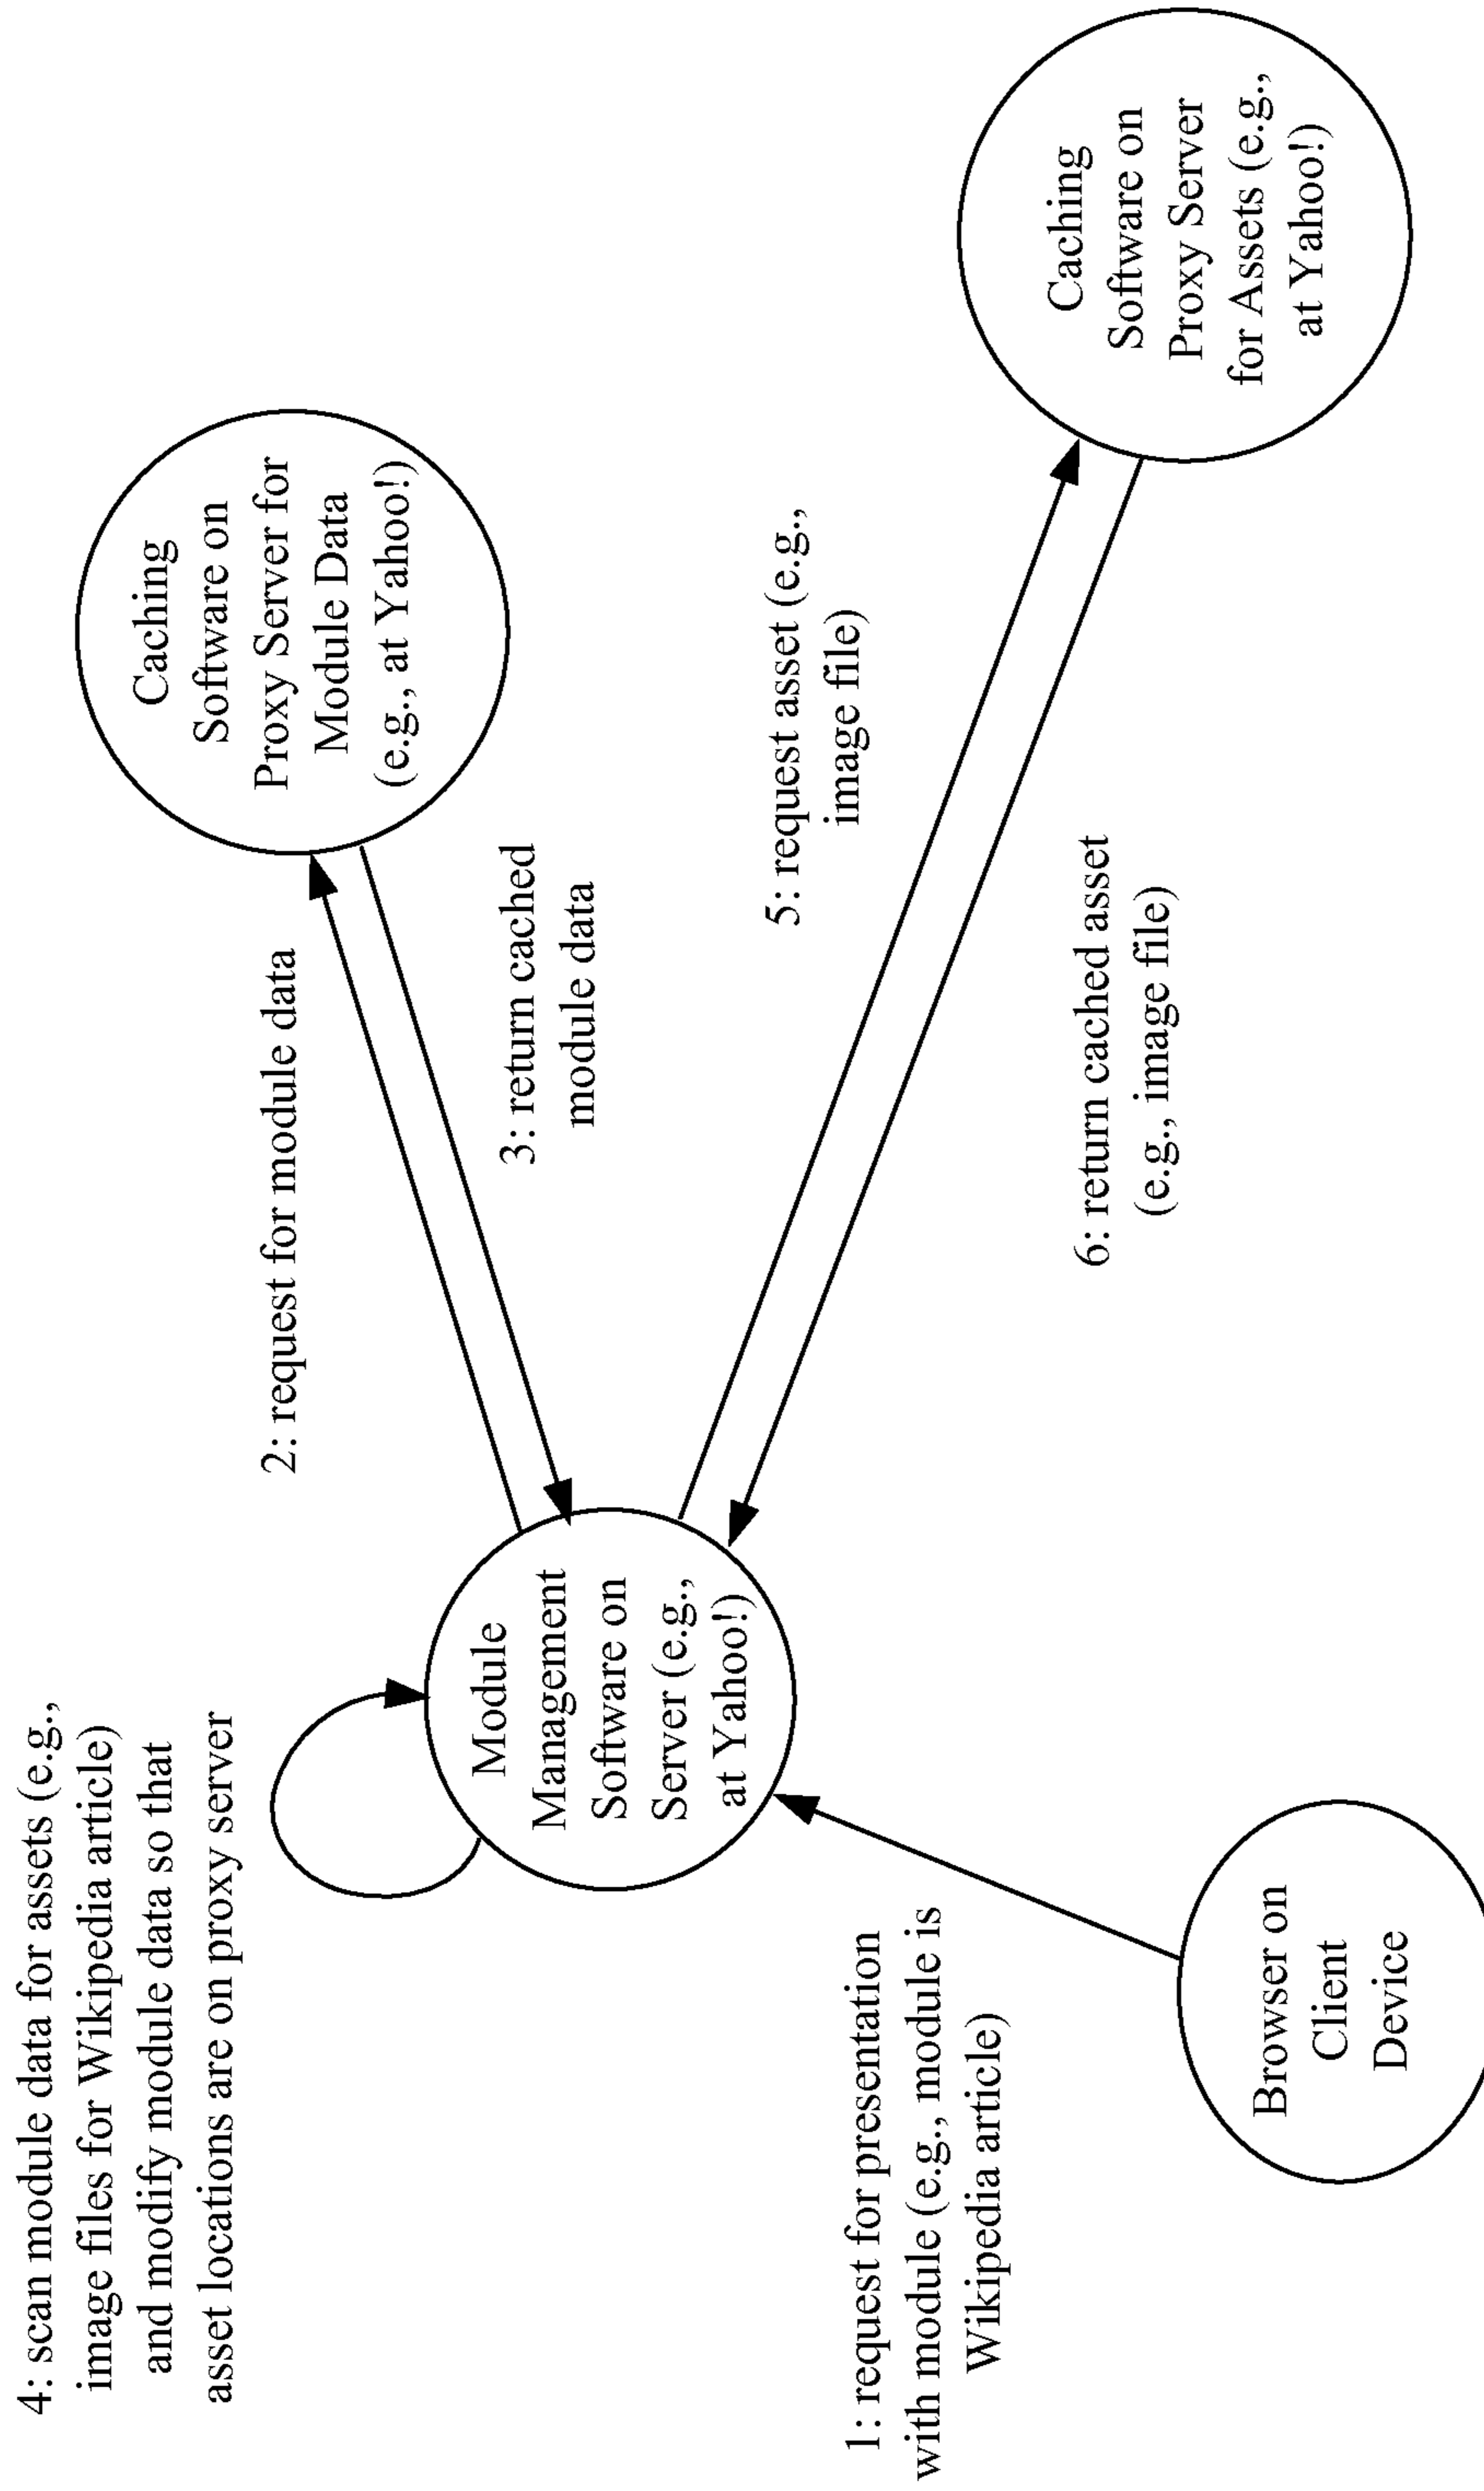 4: scan module data for assets (e.g.,
image files for Wikipedia article)
and modify module data so that
asset locations are on proxy server
2: request for module data
Caching
Software on
Proxy Server for
Module Data
(e.g., at Yahoo!)
3: return cached
module data
Module
Management
Software on
Server (e.g.,
at Yahoo!)
5: request asset (e.g.,
image file)
1: request for presentation
with module (e.g., module is
Wikipedia article)
6: return cached asset
(e.g., image file)
Caching
Software on
Proxy Server
for Assets (e.g.,
at Yahoo!)
Browser on
Client
Device